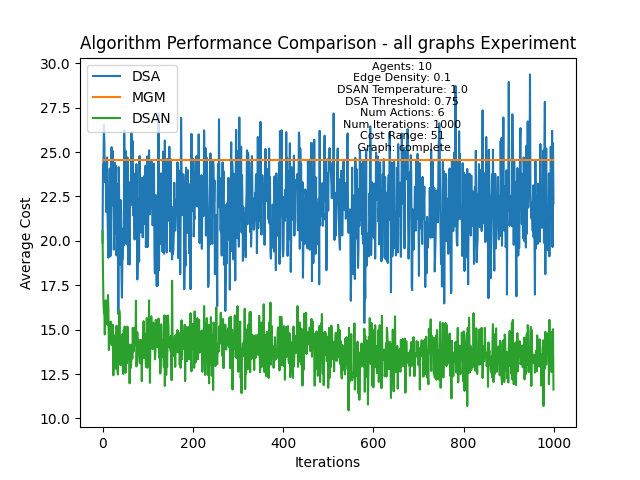 Algorithm Performance Comparison - all graphs Experiment
30.0
27.5
25.0
22.5
20.0
17.5
15.0
12.5
10.0
Average Cost
DSA
MGM
DSAN
Agents: 10
Edge Density: 0.1
DSAN Temperature: 1.0
DSA Threshold: 0.75
Num Actions: 6
Num Iterations: 1000
Cost Range: 51
Graph: Complete
0
200
400
600
800
1000
Iterations